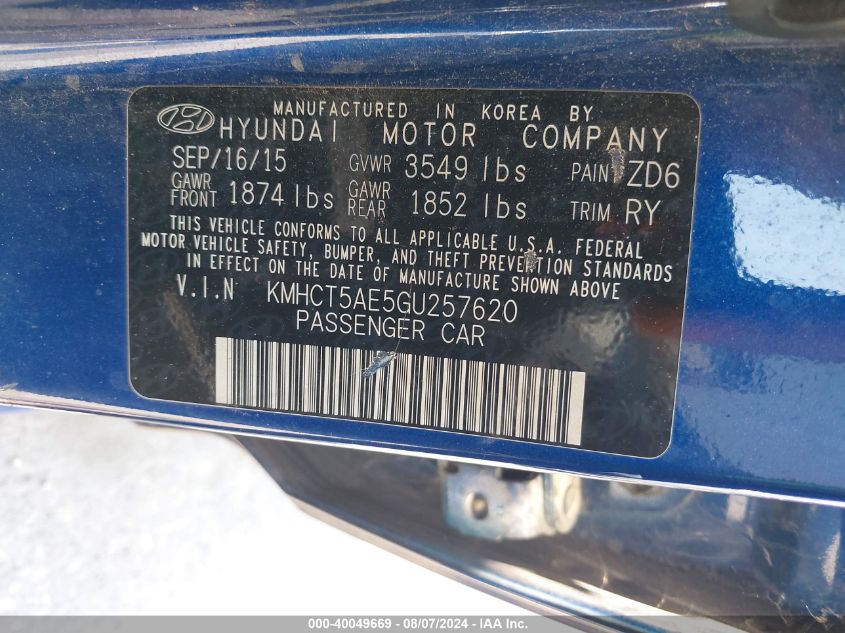 MANUFACTURED IN KOREA BY
HYUNDAI MOTOR COMPANY
SEP/16/15 GVWR 3549 lbs PAINT ZD6
GAWR FRONT 1874 lbs GAWR REAR 1852 lbs TRIM RY
THIS VEHICLE CONFORMS TO ALL APPLICABLE U.S.A. FEDERAL
MOTOR VEHICLE SAFETY, BUMPER, AND THEFT PREVENTION STANDARDS
IN EFFECT ON THE DATE OF MANUFACTURE SHOWN ABOVE
V.I.N KMHCT5AE5GU257620
PASSENGER CAR
000-40049669 - 08/07/2024 - IAA Inc.